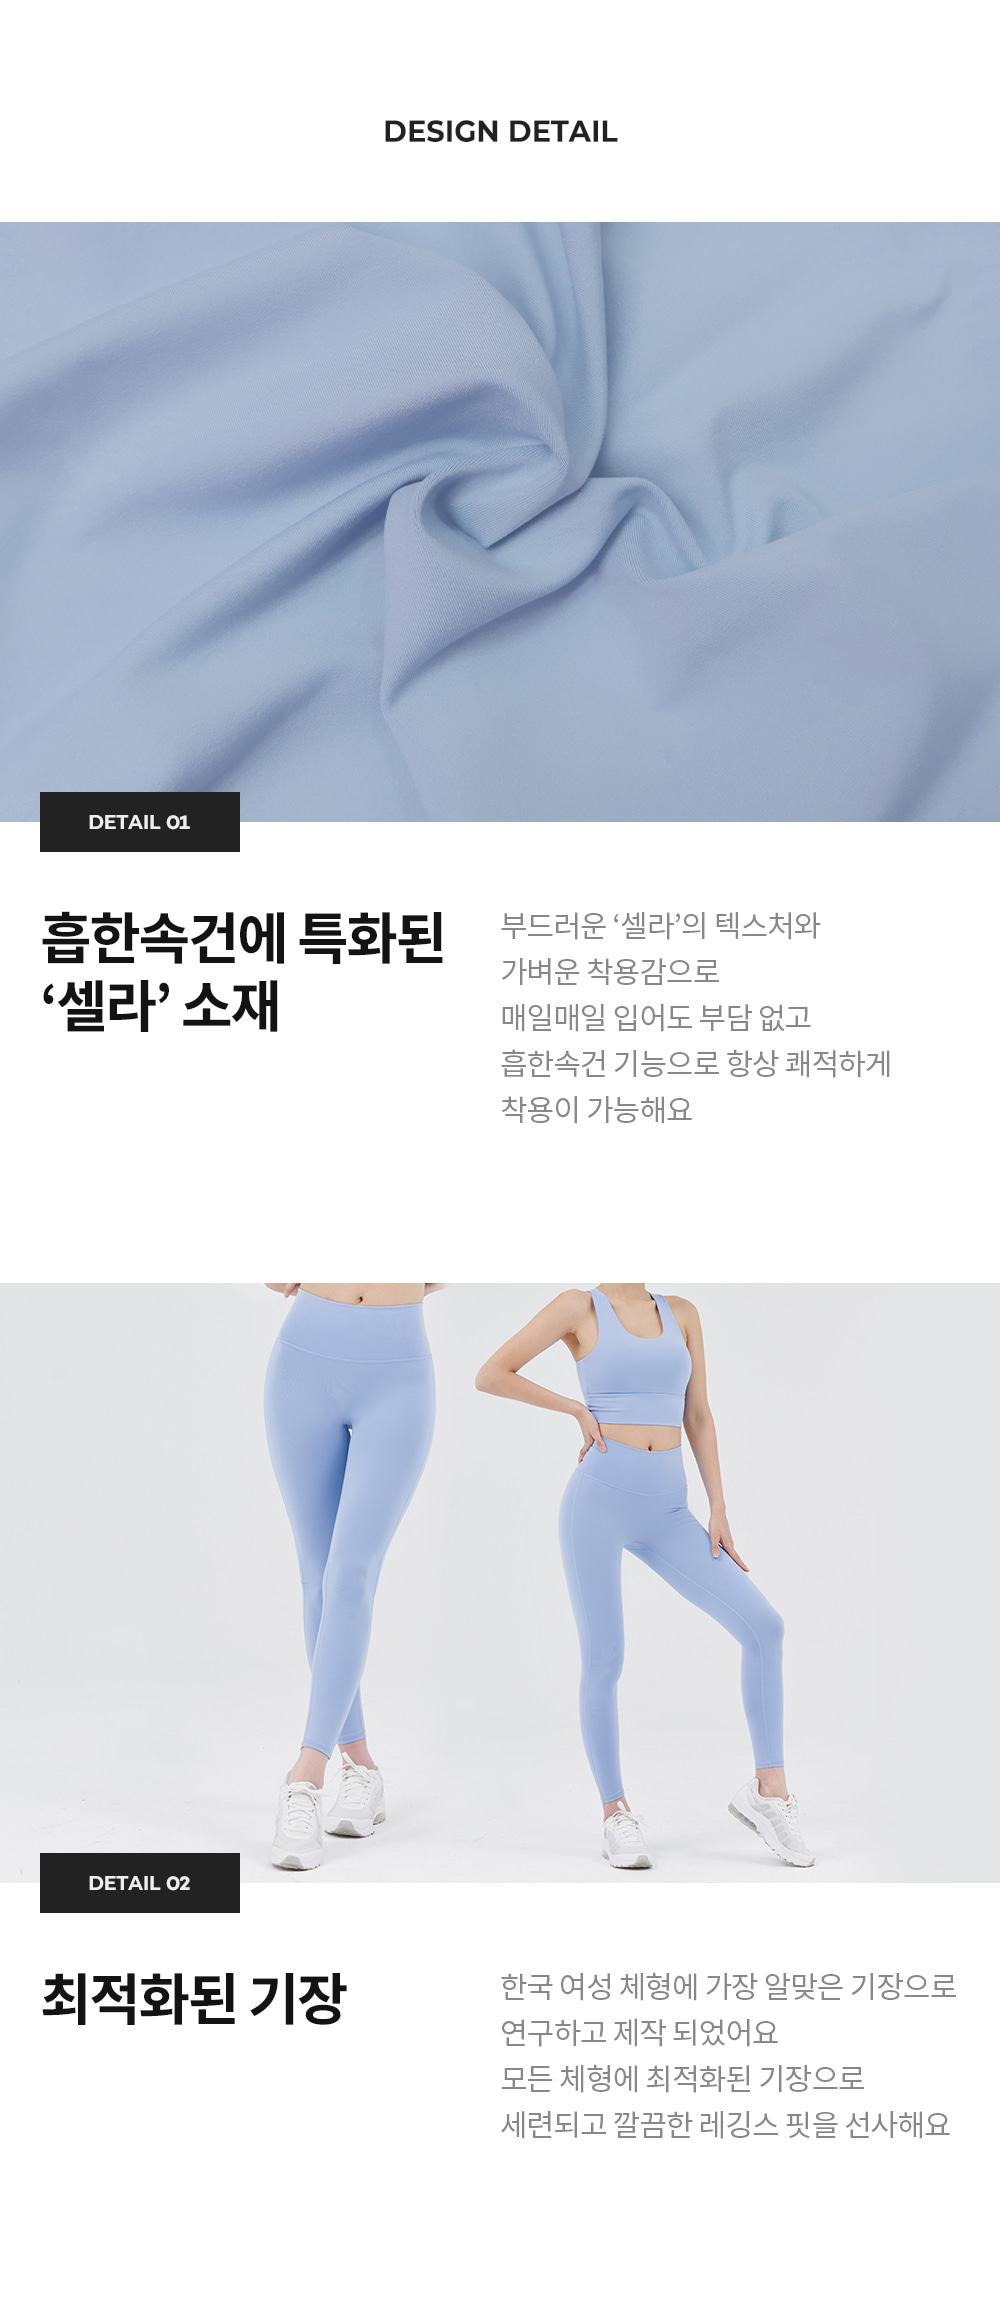 DESIGN DETAIL
DETAIL 01
흡한속건에 특화된
‘셀라’ 소재
부드러운 ‘셀라’의 텍스처와
가벼운 착용감으로
매일매일 입어도 부담 없고
흡한속건 기능으로 항상 쾌적하게
착용이 가능해요
DETAIL 02
최적화된 기장
한국 여성 체형에 가장 알맞은 기장으로
연구하고 제작 되었어요
모든 체형에 최적화된 기장으로
세련되고 깔끔한 레깅스 핏을 선사해요